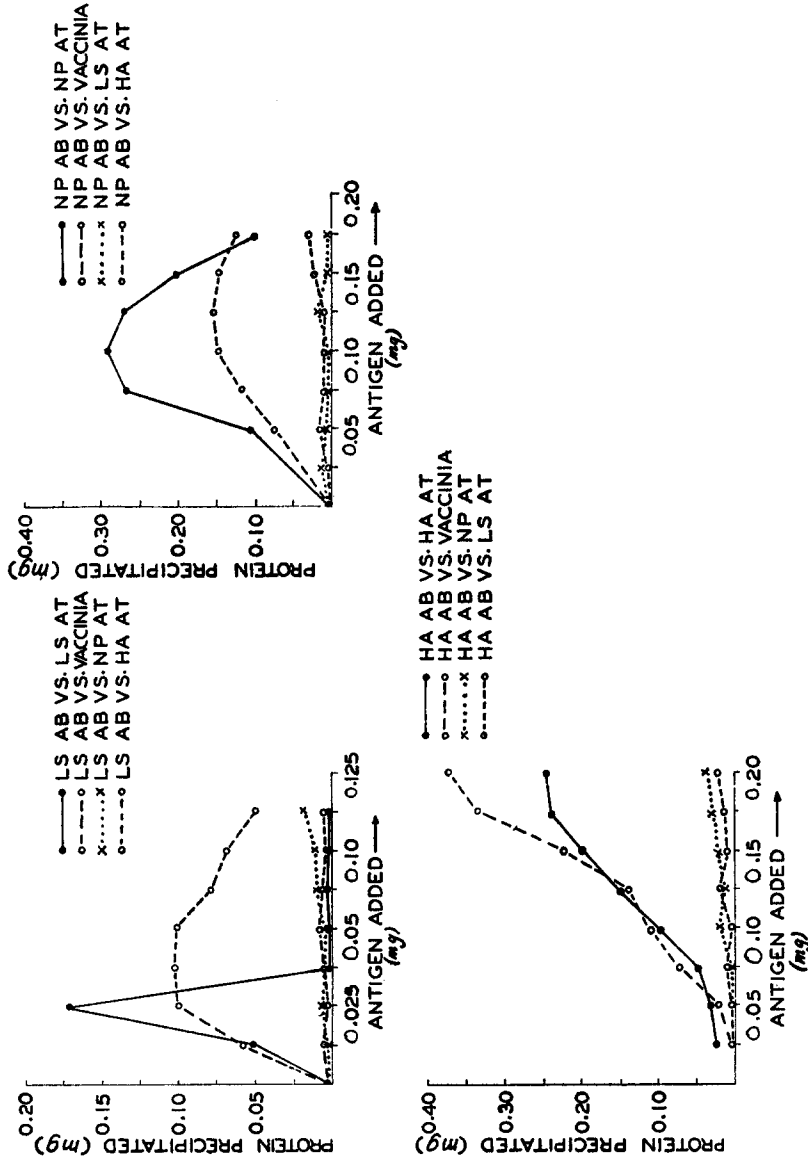 LS AB VS. LS AT
LS AB VS. VACCINIA
LS AB VS. NP AT
LS AB VS. HA AT
PROTEIN PRECIPITATED (mg)
0.20
0.10
0.05
0.025
0.05
0.10
0.125
ANTIGEN ADDED
(mg)
NP AB VS. NP AT
NP AB VS. VACCINIA
NP AB VS. LS AT
NP AB VS. HA AT
PROTEIN PRECIPITATED (mg)
0.40
0.30
0.20
0.10
0.05
0.10
0.15
0.20
ANTIGEN ADDED
(mg)
HA AB VS. HA AT
HA AB VS. VACCINIA
HA AB VS. NP AT
HA AB VS. LS AT
PROTEIN PRECIPITATED (mg)
0.40
0.30
0.20
0.10
0.05
0.10
0.15
0.20
ANTIGEN ADDED
(mg)